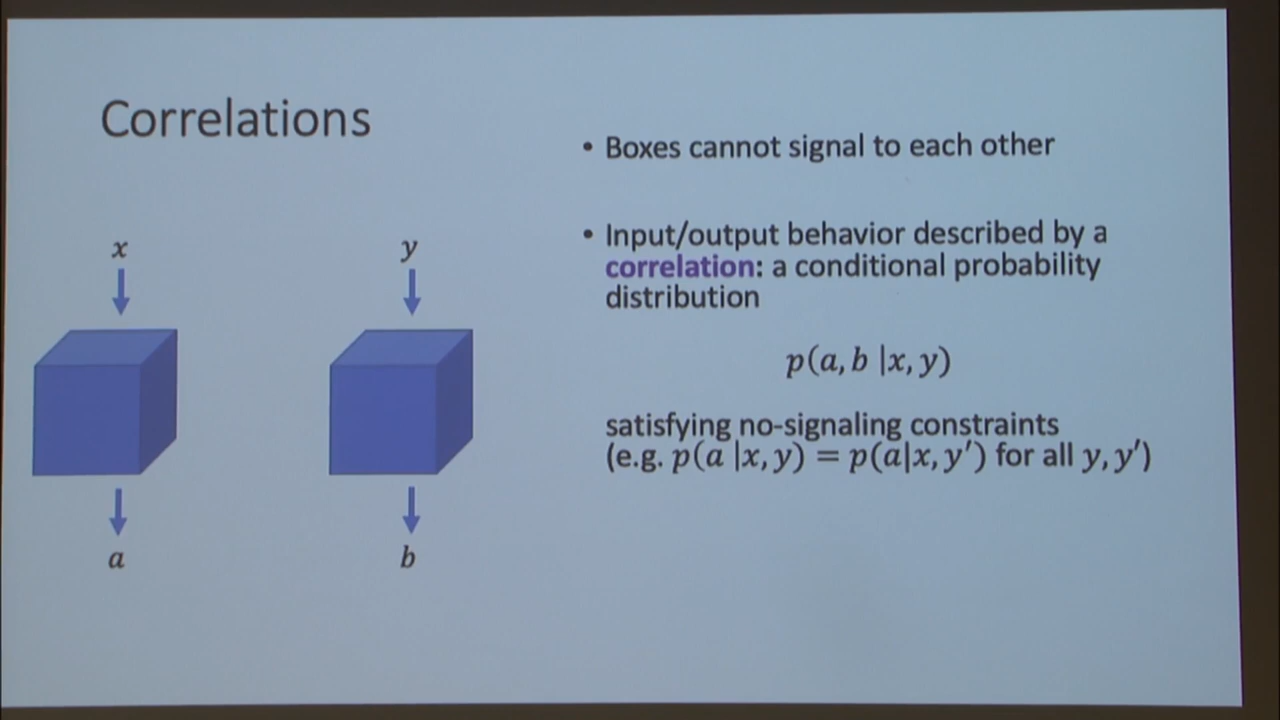 Correlations
• Boxes cannot signal to each other
• Input/output behavior described by a
correlation: a conditional probability
distribution
p(a, b |x, y)
satisfying no-signaling constraints
(e.g. p(a |x, y) = p(a|x, y′) for all y, y′)
x
y
a
b